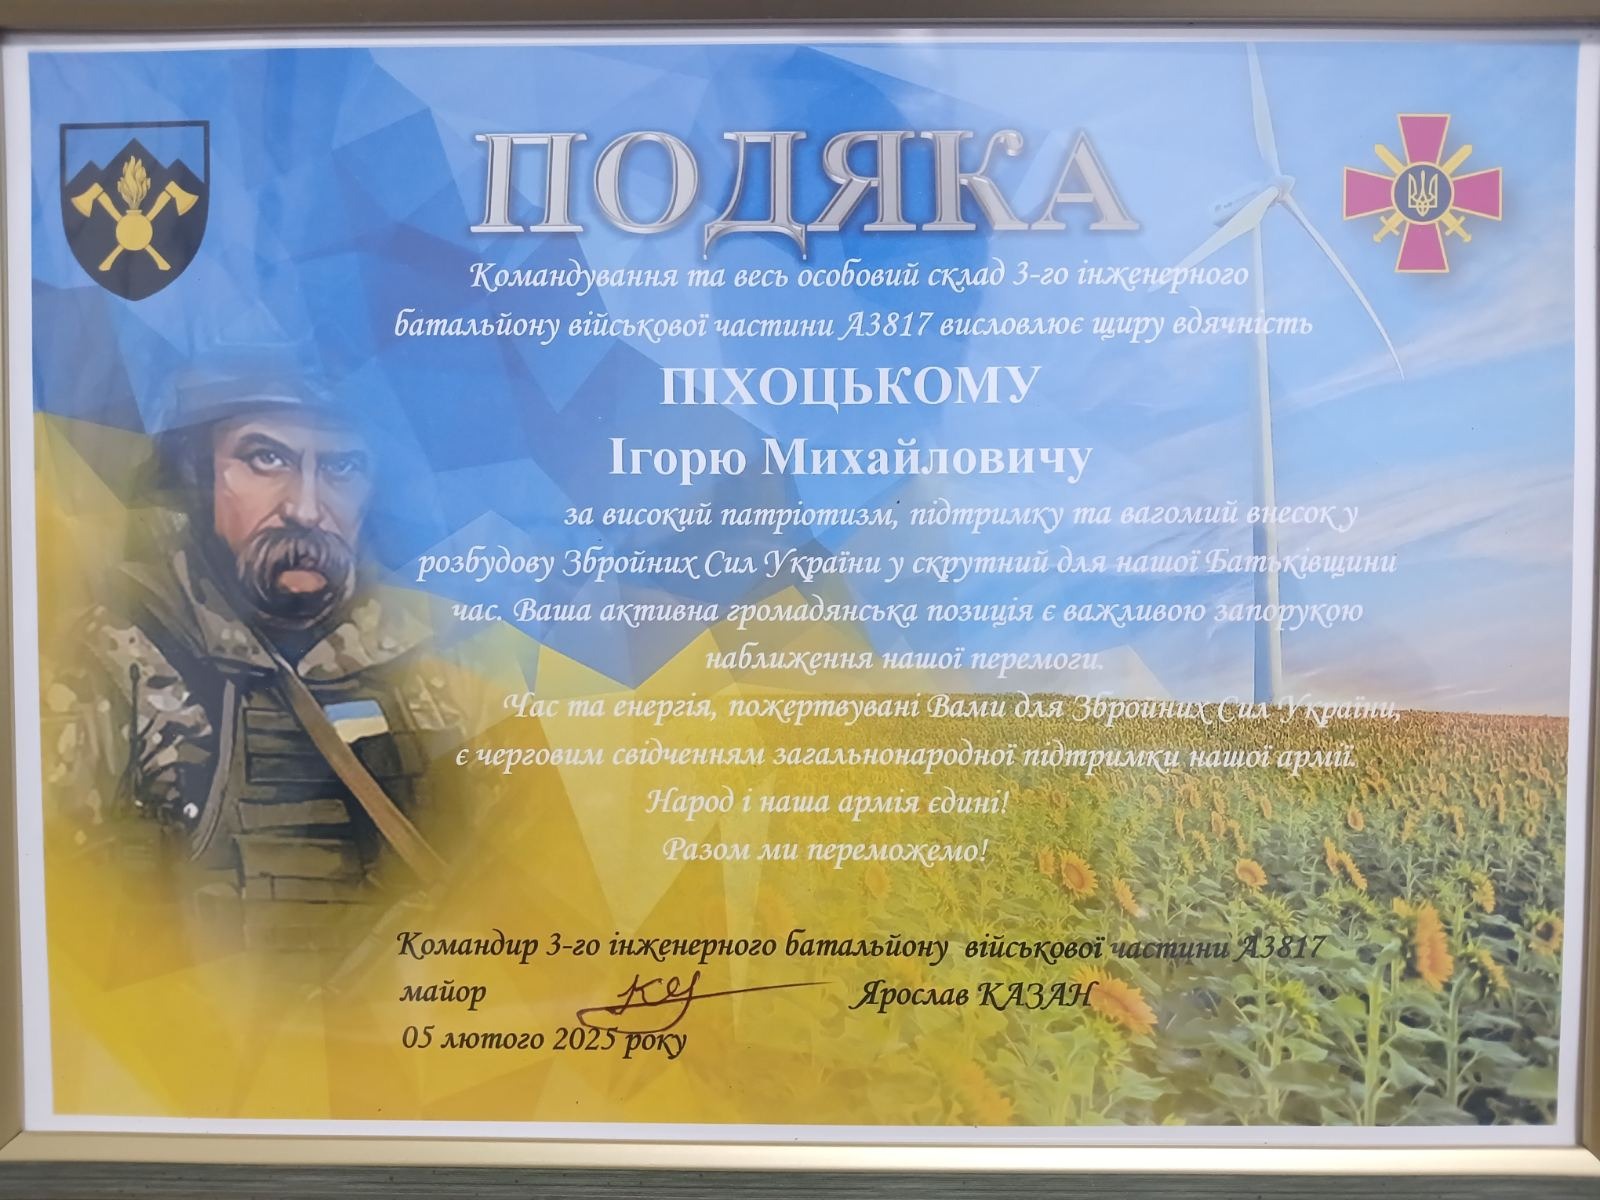 ПОДЯКА
Командування та весь особовий склад 3-го інженерного
батальйону військової частини А3817 висловлює щиру вдячність
ПІХОЦЬКОМУ
Ігорю Михайловичу
за високий патріотизм, підтримку та вагомий внесок у
розбудову Збройних Сил України у скрутний для нашої Батьківщини
час. Ваша активна громадянська позиція є важливою запорукою
наближення нашої перемоги.
Час та енергія, пожертвувані Вами для Збройних Сил України,
є черговим свідченням загальнонародної підтримки нашої армії.
Народ і наша армія єдині!
Разом ми переможемо!
Командир 3-го інженерного батальйону військової частини А3817
майор Ярослав КАЗАН
05 лютого 2025 року